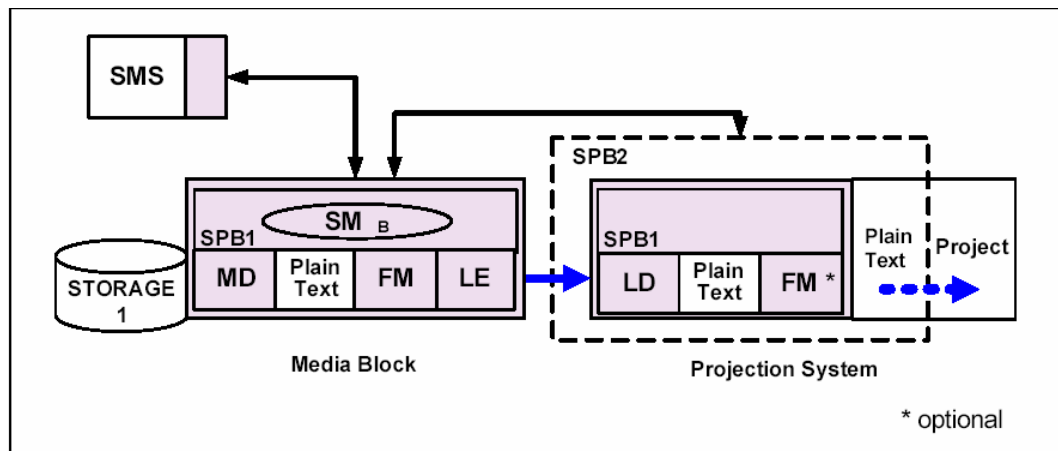 SMS
SPB2
SM B
SPB1
MD
Plain
Text
FM
LE
SPB1
LD
Plain
Text
FM *
Plain
Text
Project
STORAGE
1
Media Block
Projection System
* optional